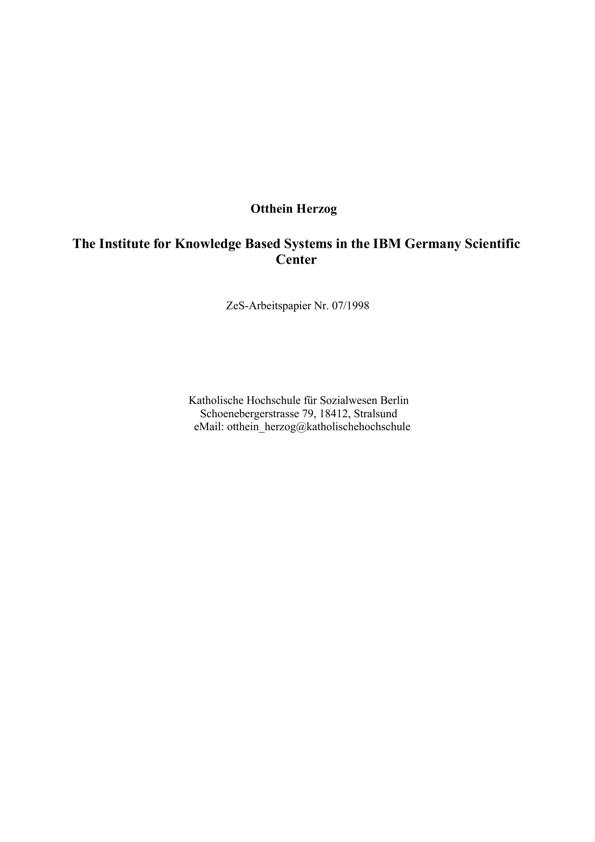 Otthein Herzog
The Institute for Knowledge Based Systems in the IBM Germany Scientific
Center
ZeS-Arbeitspapier Nr. 07/1998
Katholische Hochschule für Sozialwesen Berlin
Schoenebergerstrasse 79, 18412, Stralsund
eMail: otthein_herzog@katholischehochschule